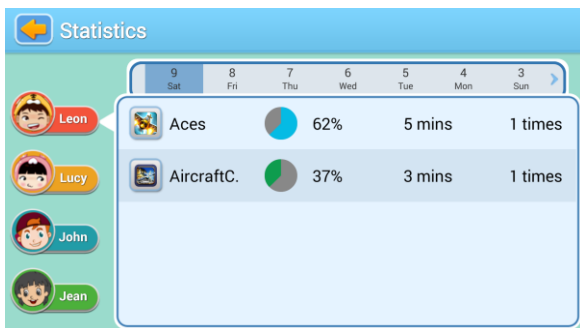 Statistics
9 8 7 6 5 4 3
Sat Fri Thu Wed Tue Mon Sun
Leon
Aces 62% 5 mins 1 times
Lucy
AircraftC. 37% 3 mins 1 times
John
Jean